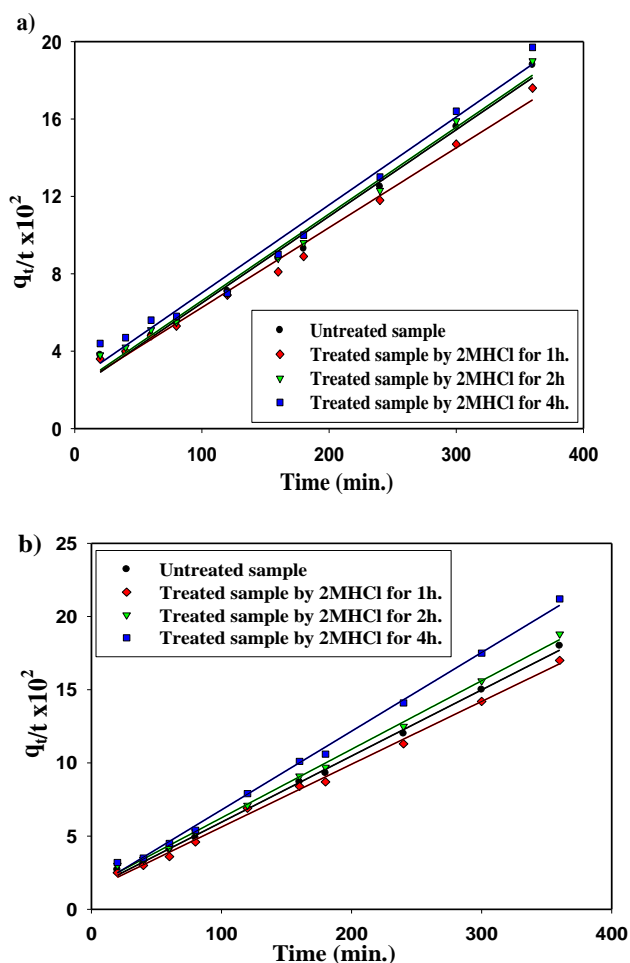 a)
20
16
12
8
4
0
q_t/t x10^2
Untreated sample
Treated sample by 2MHCl for 1h.
Treated sample by 2MHCl for 2h
Treated sample by 2MHCl for 4h.
0 100 200 300 400
Time (min.)
b)
25
20
15
10
5
0
q_t/t x10^2
Untreated sample
Treated sample by 2MHCl for 1h.
Treated sample by 2MHCl for 2h.
Treated sample by 2MHCl for 4h.
0 100 200 300 400
Time (min.)